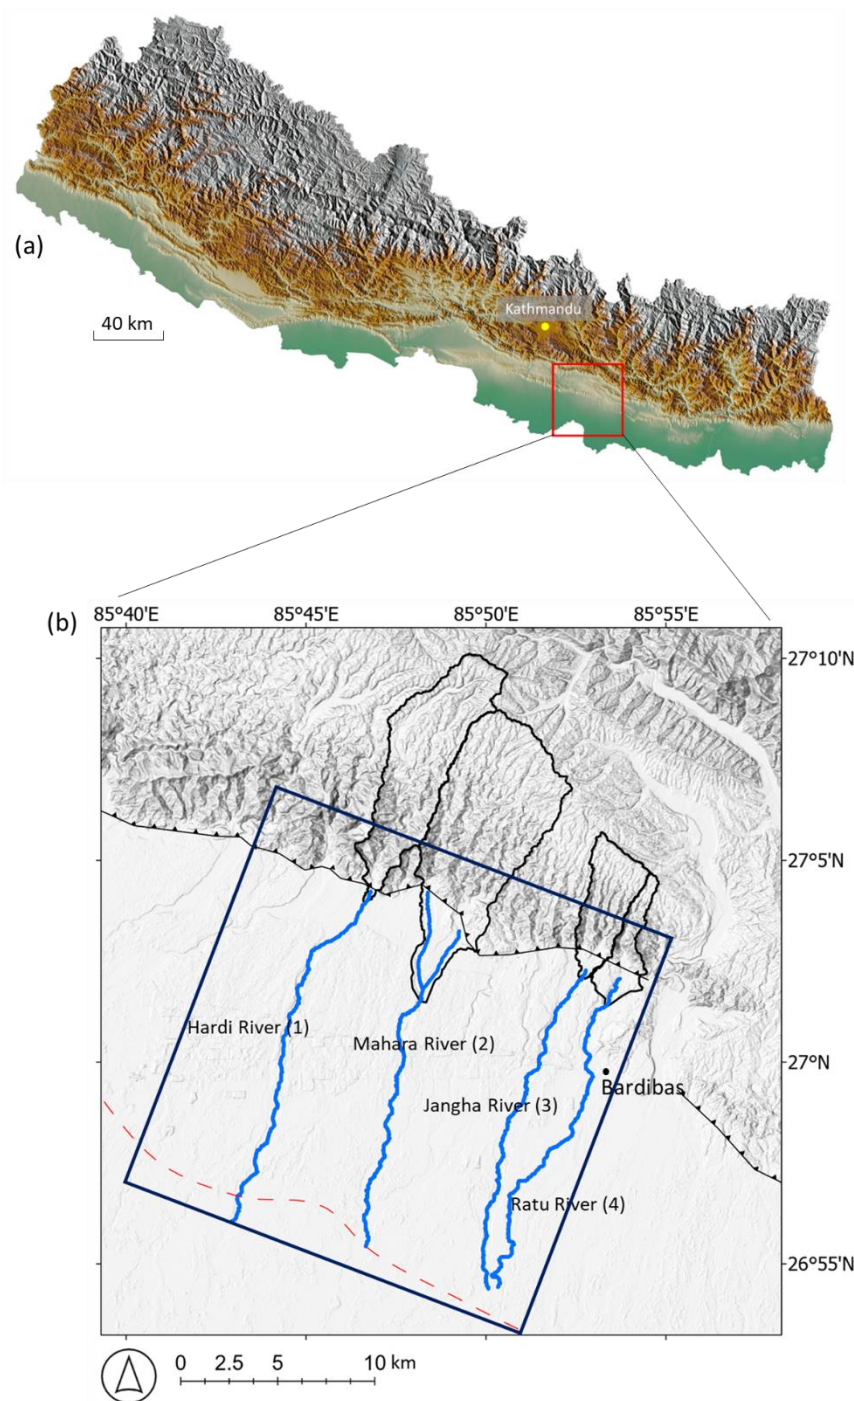 (a)
Kathmandu
40 km
(b)
85°40'E 85°45'E 85°50'E 85°55'E
27°10'N
27°5'N
Hardi River (1)
Mahara River (2)
27°N
Bardibas
Jangha River (3)
Ratu River (4)
26°55'N
0 2.5 5 10 km